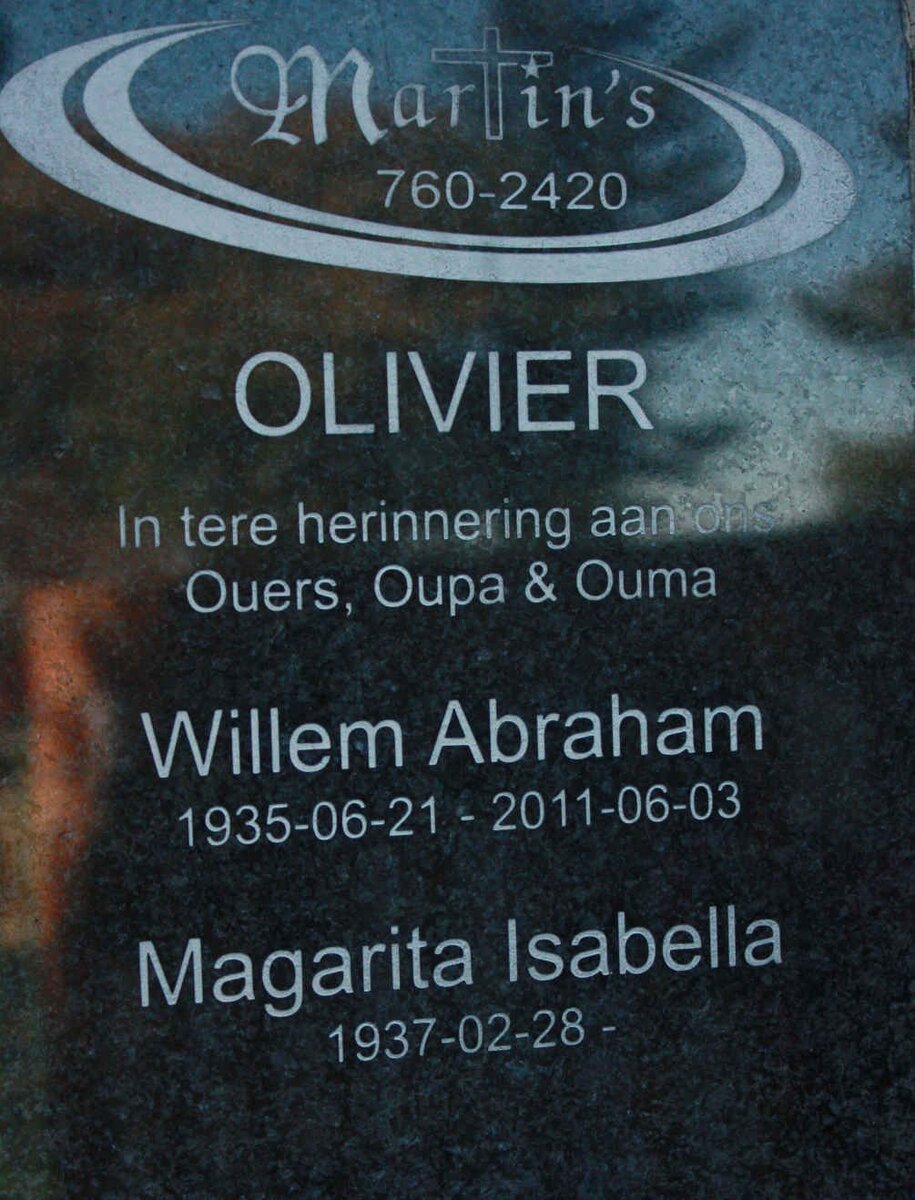 Martin's
760-2420
OLIVIER
In tere herinnering aan ons
Ouers, Oupa & Ouma
Willem Abraham
1935-06-21 - 2011-06-03
Magarita Isabella
1937-02-28 -